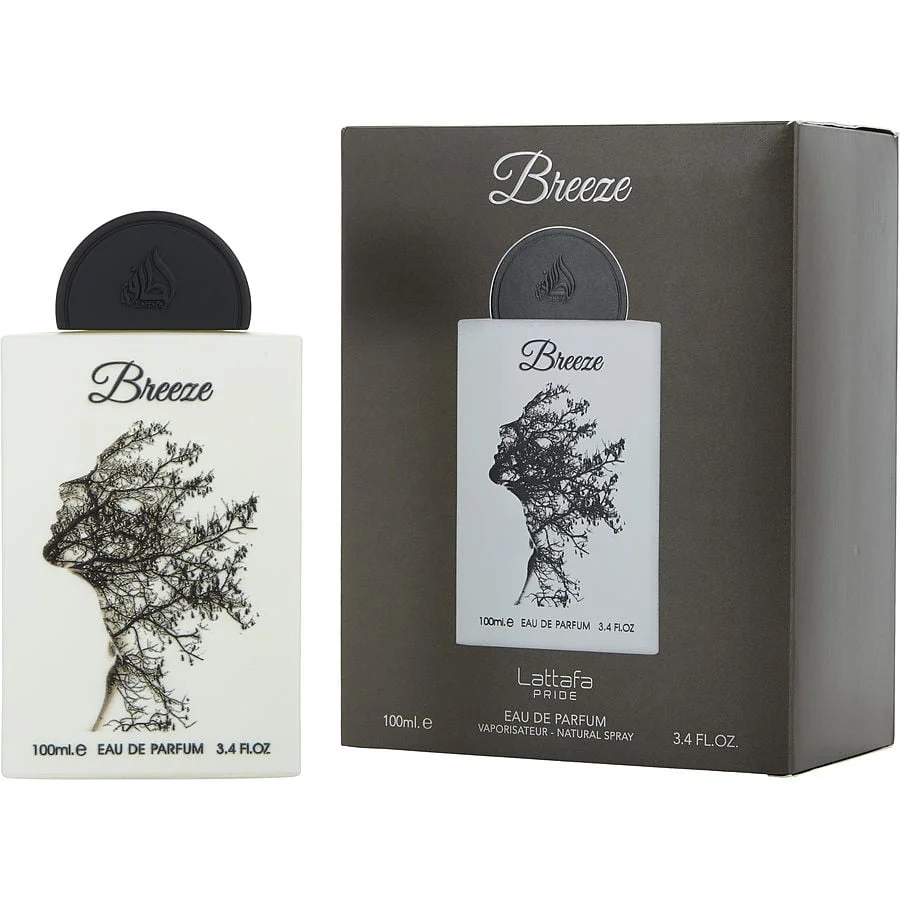 Breeze
100ml.e EAU DE PARFUM 3.4 FL.OZ
Breeze
Breeze
100ml.e EAU DE PARFUM 3.4 FL.OZ
Lattafa
PRIDE
100ml.e
EAU DE PARFUM
VAPORISATEUR - NATURAL SPRAY
3.4 FL.OZ.